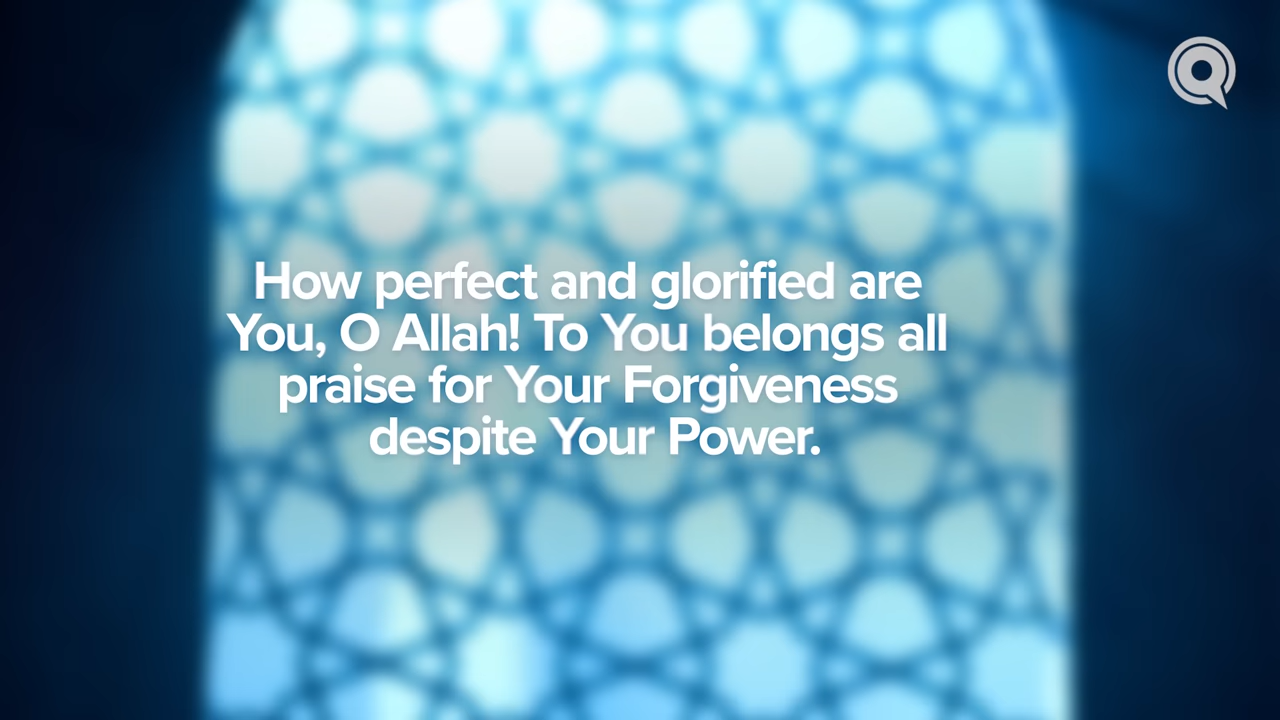 How perfect and glorified are
You, O Allah! To You belongs all
praise for Your Forgiveness
despite Your Power.